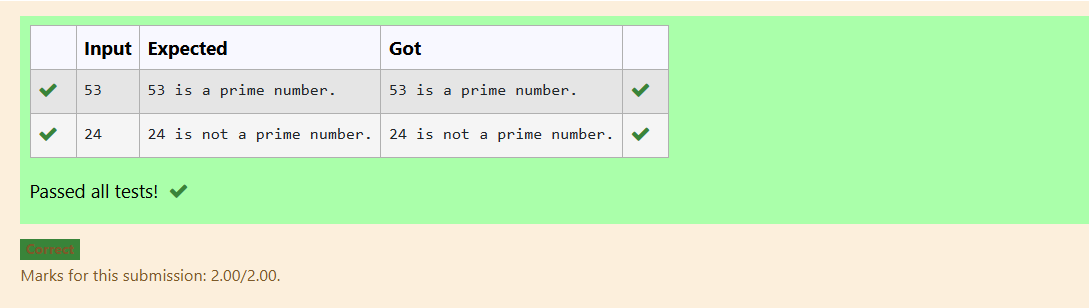 Input Expected Got
53 53 is a prime number. 53 is a prime number.
24 24 is not a prime number. 24 is not a prime number.
Passed all tests!
Correct
Marks for this submission: 2.00/2.00.